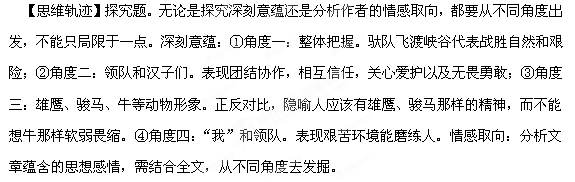 【思维轨迹】探究题。无论是探究深刻意蕴还是分析作者的情感取向，都要从不同角度出
发，不能只局限于一点。深刻意蕴：①角度一：整体把握。驮队飞渡峡谷代表战胜自然和艰
险；②角度二：领队和汉子们。表现团结协作，相互信任，关心爱护以及无畏勇敢；③角度
三：雄鹰、骏马、牛等动物形象。正反对比，隐喻人应该有雄鹰、骏马那样的精神，而不能
想牛那样软弱畏缩。④角度四：“我”和领队。表现艰苦环境能磨练人。情感取向：分析文
章蕴含的思想感情，需结合全文，从不同角度去发掘。